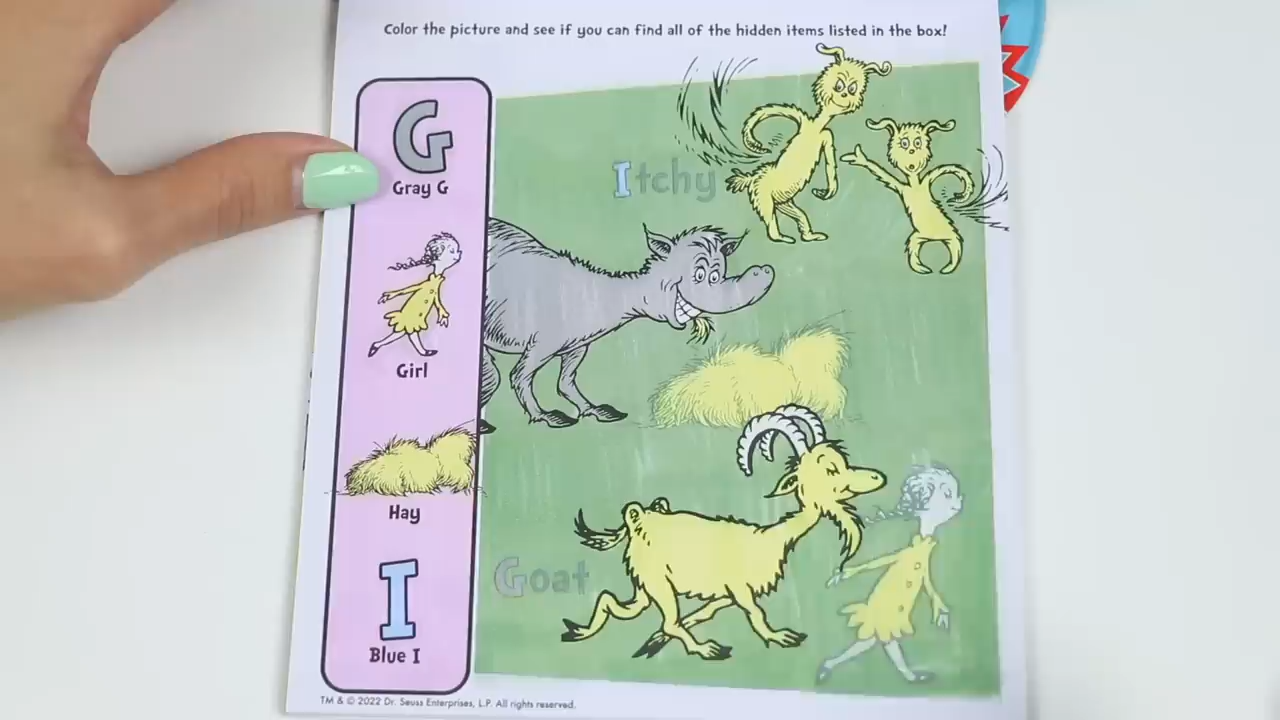 Color the picture and see if you can find all of the hidden items listed in the box!
G
Gray G
Girl
Hay
I
Blue I
Itchy
Goat
TM & © 2022 Dr. Seuss Enterprises, L.P. All rights reserved.